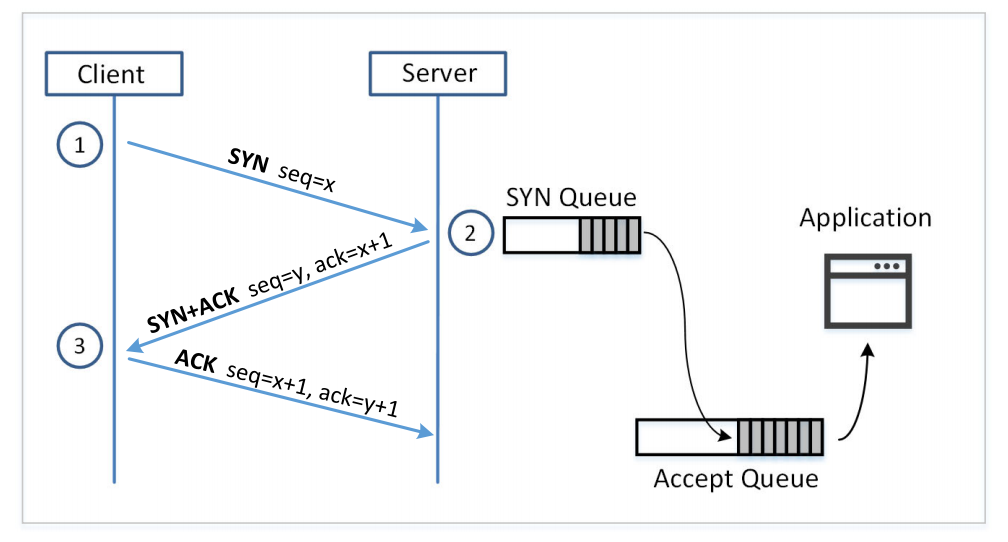 Client
Server
1
SYN seq=x
SYN Queue
2
Application
SYN+ACK seq=y, ack=x+1
3
ACK seq=x+1, ack=y+1
Accept Queue